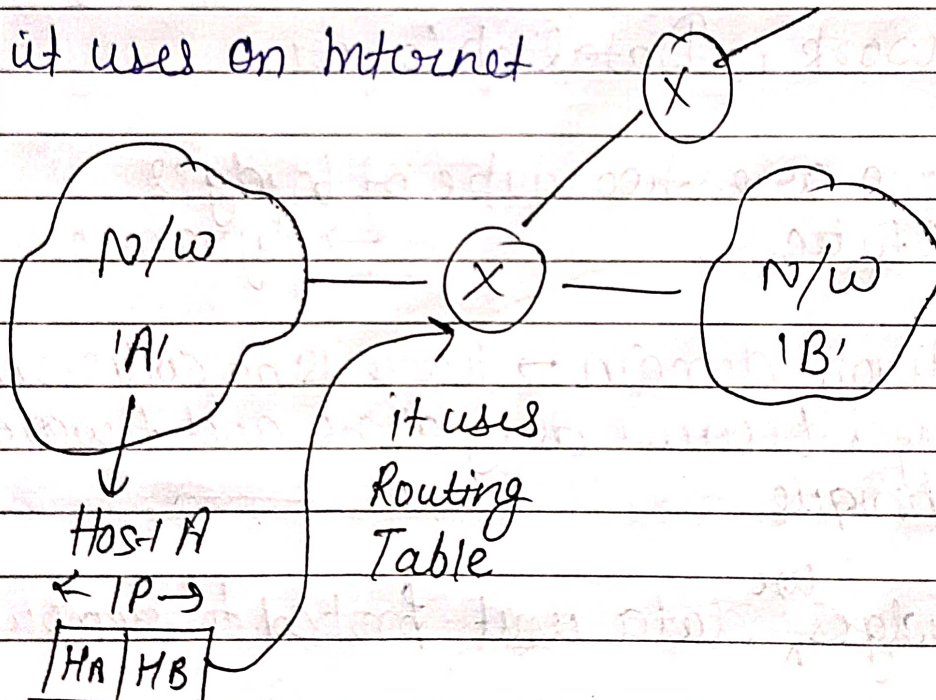 it uses on Internet
X
N/W
'A'
X
N/W
'B'
it uses
Routing
Table
Host A
← IP →
HA HB